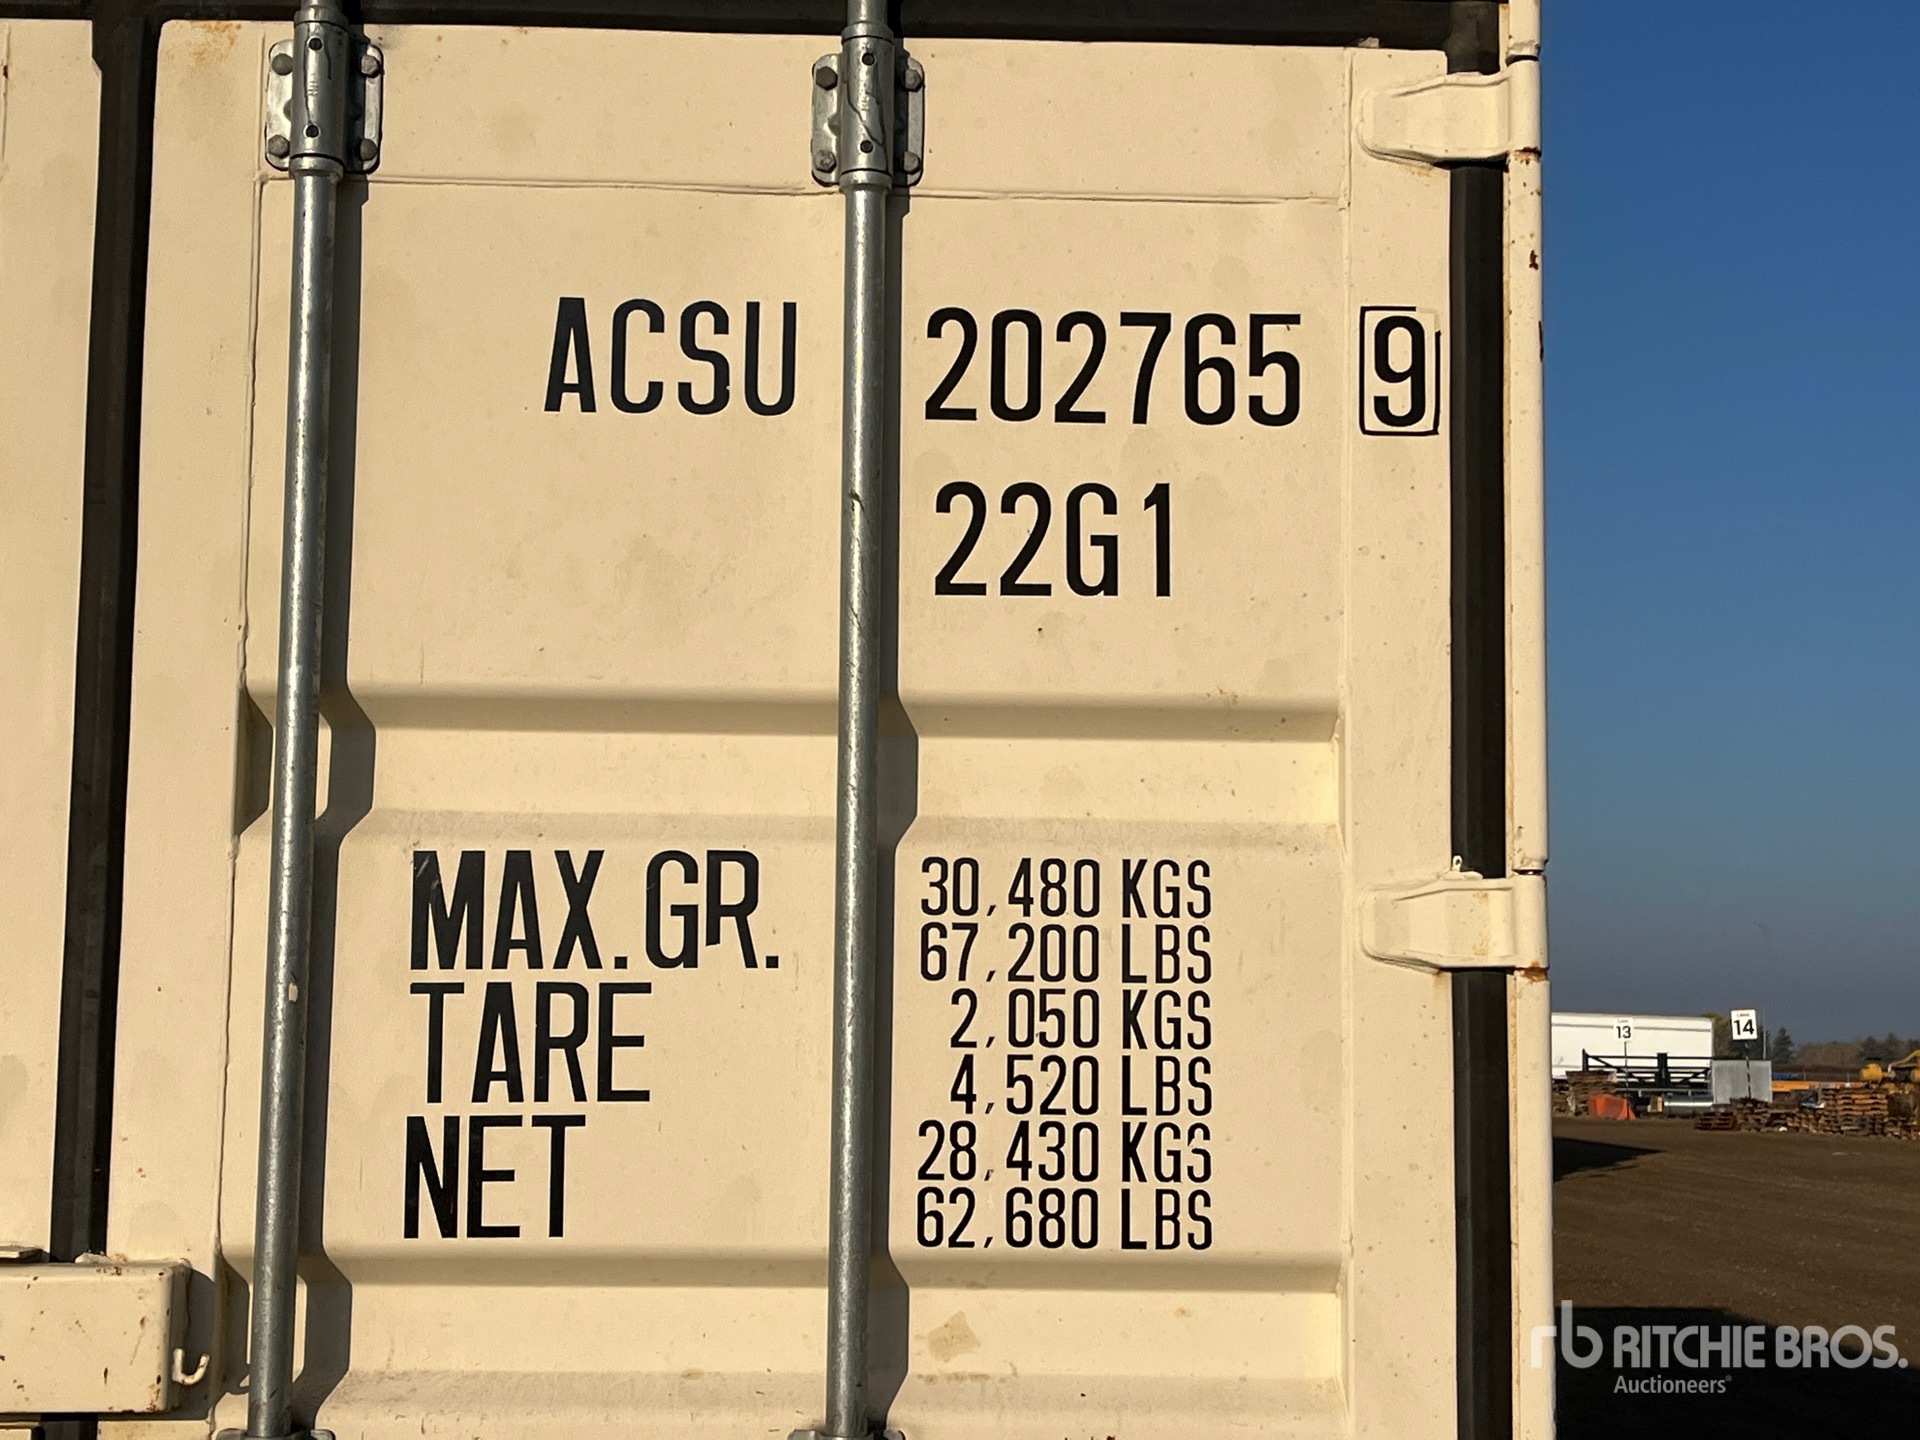 ACSU 202765 9
22G1
MAX.GR. 30,480 KGS
67,200 LBS
TARE 2,050 KGS
4,520 LBS
NET 28,430 KGS
62,680 LBS
13
14
rb RITCHIE BROS.
Auctioneers®